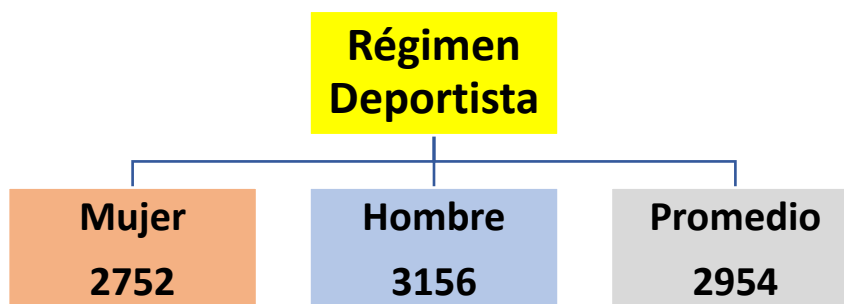 Régimen
Deportista
Mujer
2752
Hombre
3156
Promedio
2954